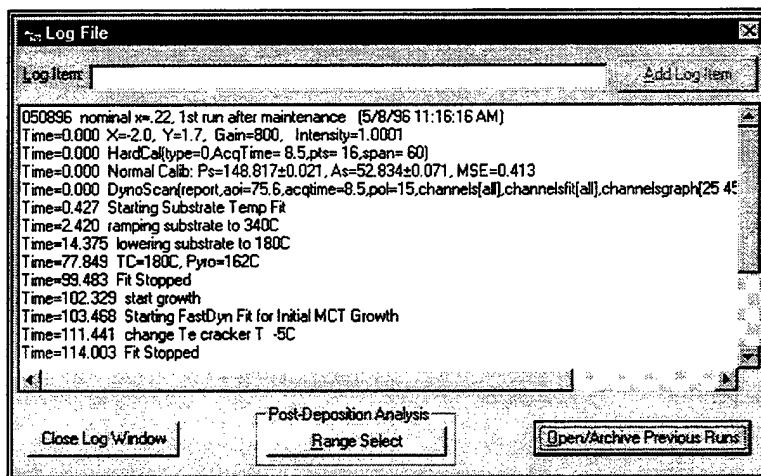 Log File
Log Item:
Add Log Item
050896 nominal x=.22, 1st run after maintenance (5/8/96 11:16:16 AM)
Time=0.000 X=-2.0, Y=1.7, Gain=800, Intensity=1.0001
Time=0.000 HardCal(type=0,AcqTime= 8.5,pts= 16,span= 60)
Time=0.000 Normal Calib: Ps=148.817±0.021, As=52.834±0.071, MSE=0.413
Time=0.000 DynoScan(report,aoi=75.6,acqtime=8.5,pol=15,channels[all],channelsfit[all],channelsgraph[25 45
Time=0.427 Starting Substrate Temp Fit
Time=2.420 ramping substrate to 340C
Time=14.375 lowering substrate to 180C
Time=77.849 TC=180C, Pyro=162C
Time=99.483 Fit Stopped
Time=102.329 start growth
Time=103.468 Starting FastDyn Fit for Initial MCT Growth
Time=111.441 change Te cracker T -5C
Time=114.003 Fit Stopped
Post-Deposition Analysis
Close Log Window
Range Select
Open/Archive Previous Runs